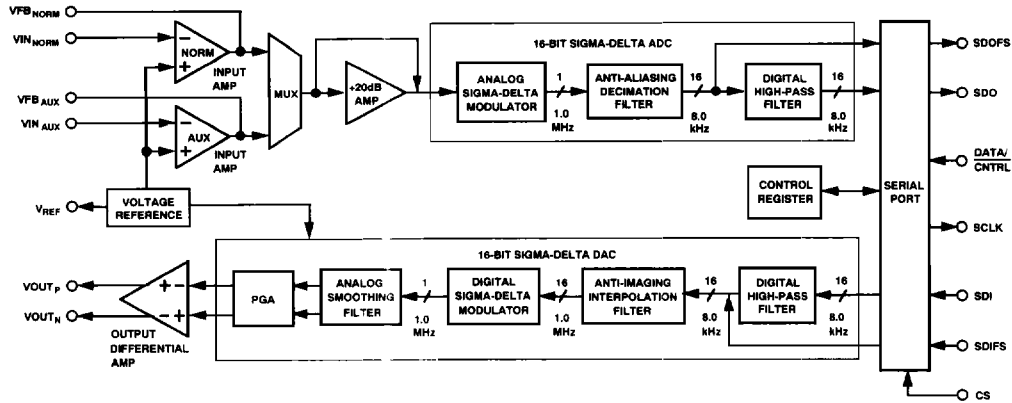 VFB NORM
VIN NORM
NORM
INPUT
AMP
VFB AUX
VIN AUX
AUX
INPUT
AMP
MUX
+20dB
AMP
16-BIT SIGMA-DELTA ADC
ANALOG
SIGMA-DELTA
MODULATOR
1
1.0
MHz
ANTI-ALIASING
DECIMATION
FILTER
16
8.0
kHz
DIGITAL
HIGH-PASS
FILTER
16
8.0
kHz
SERIAL
PORT
SDOFS
SDO
DATA/
CNTRL
SCLK
SDI
SDIFS
CS
CONTROL
REGISTER
VREF
VOLTAGE
REFERENCE
16-BIT SIGMA-DELTA DAC
VOUTP
VOUTN
OUTPUT
DIFFERENTIAL
AMP
PGA
ANALOG
SMOOTHING
FILTER
1
1.0
MHz
DIGITAL
SIGMA-DELTA
MODULATOR
16
1.0
MHz
ANTI-IMAGING
INTERPOLATION
FILTER
16
8.0
kHz
DIGITAL
HIGH-PASS
FILTER
16
8.0
kHz